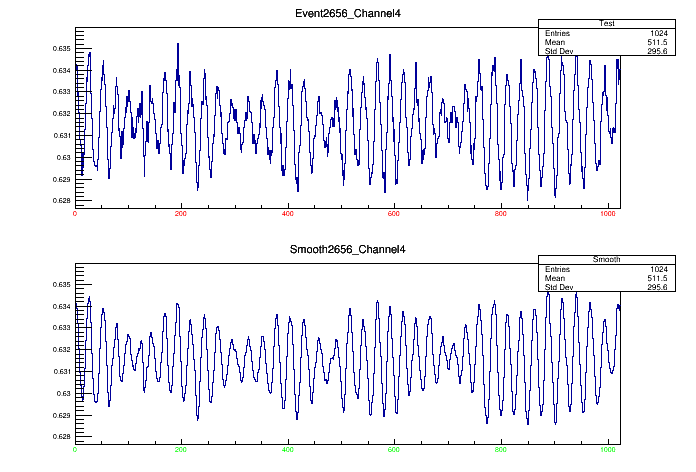 Event2656_Channel4
Test
Entries 1024
Mean 511.5
Std Dev 295.6
0.635
0.634
0.633
0.632
0.631
0.63
0.629
0.628
0 200 400 600 800 1000
Smooth2656_Channel4
Smooth
Entries 1024
Mean 511.5
Std Dev 295.6
0.635
0.634
0.633
0.632
0.631
0.63
0.629
0.628
0 200 400 600 800 1000